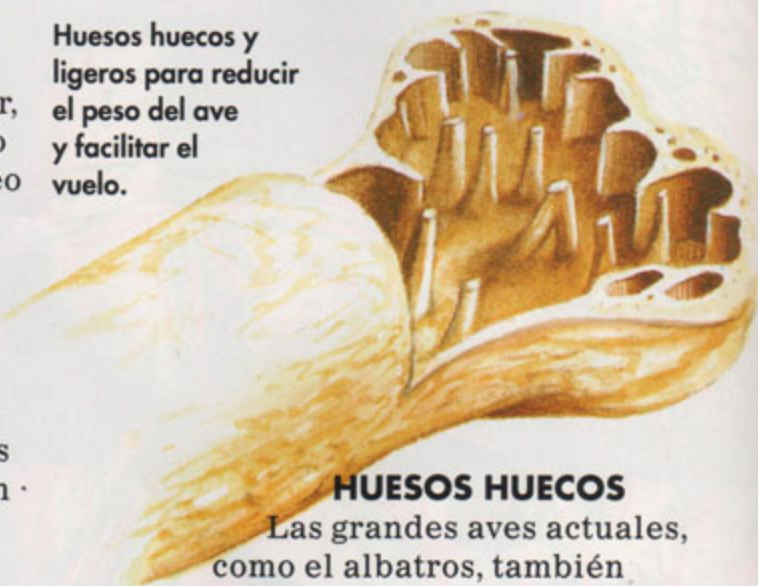 Huesos huecos y
ligeros para reducir
el peso del ave
y facilitar el
vuelo.
HUESOS HUECOS
Las grandes aves actuales,
como el albatros, también